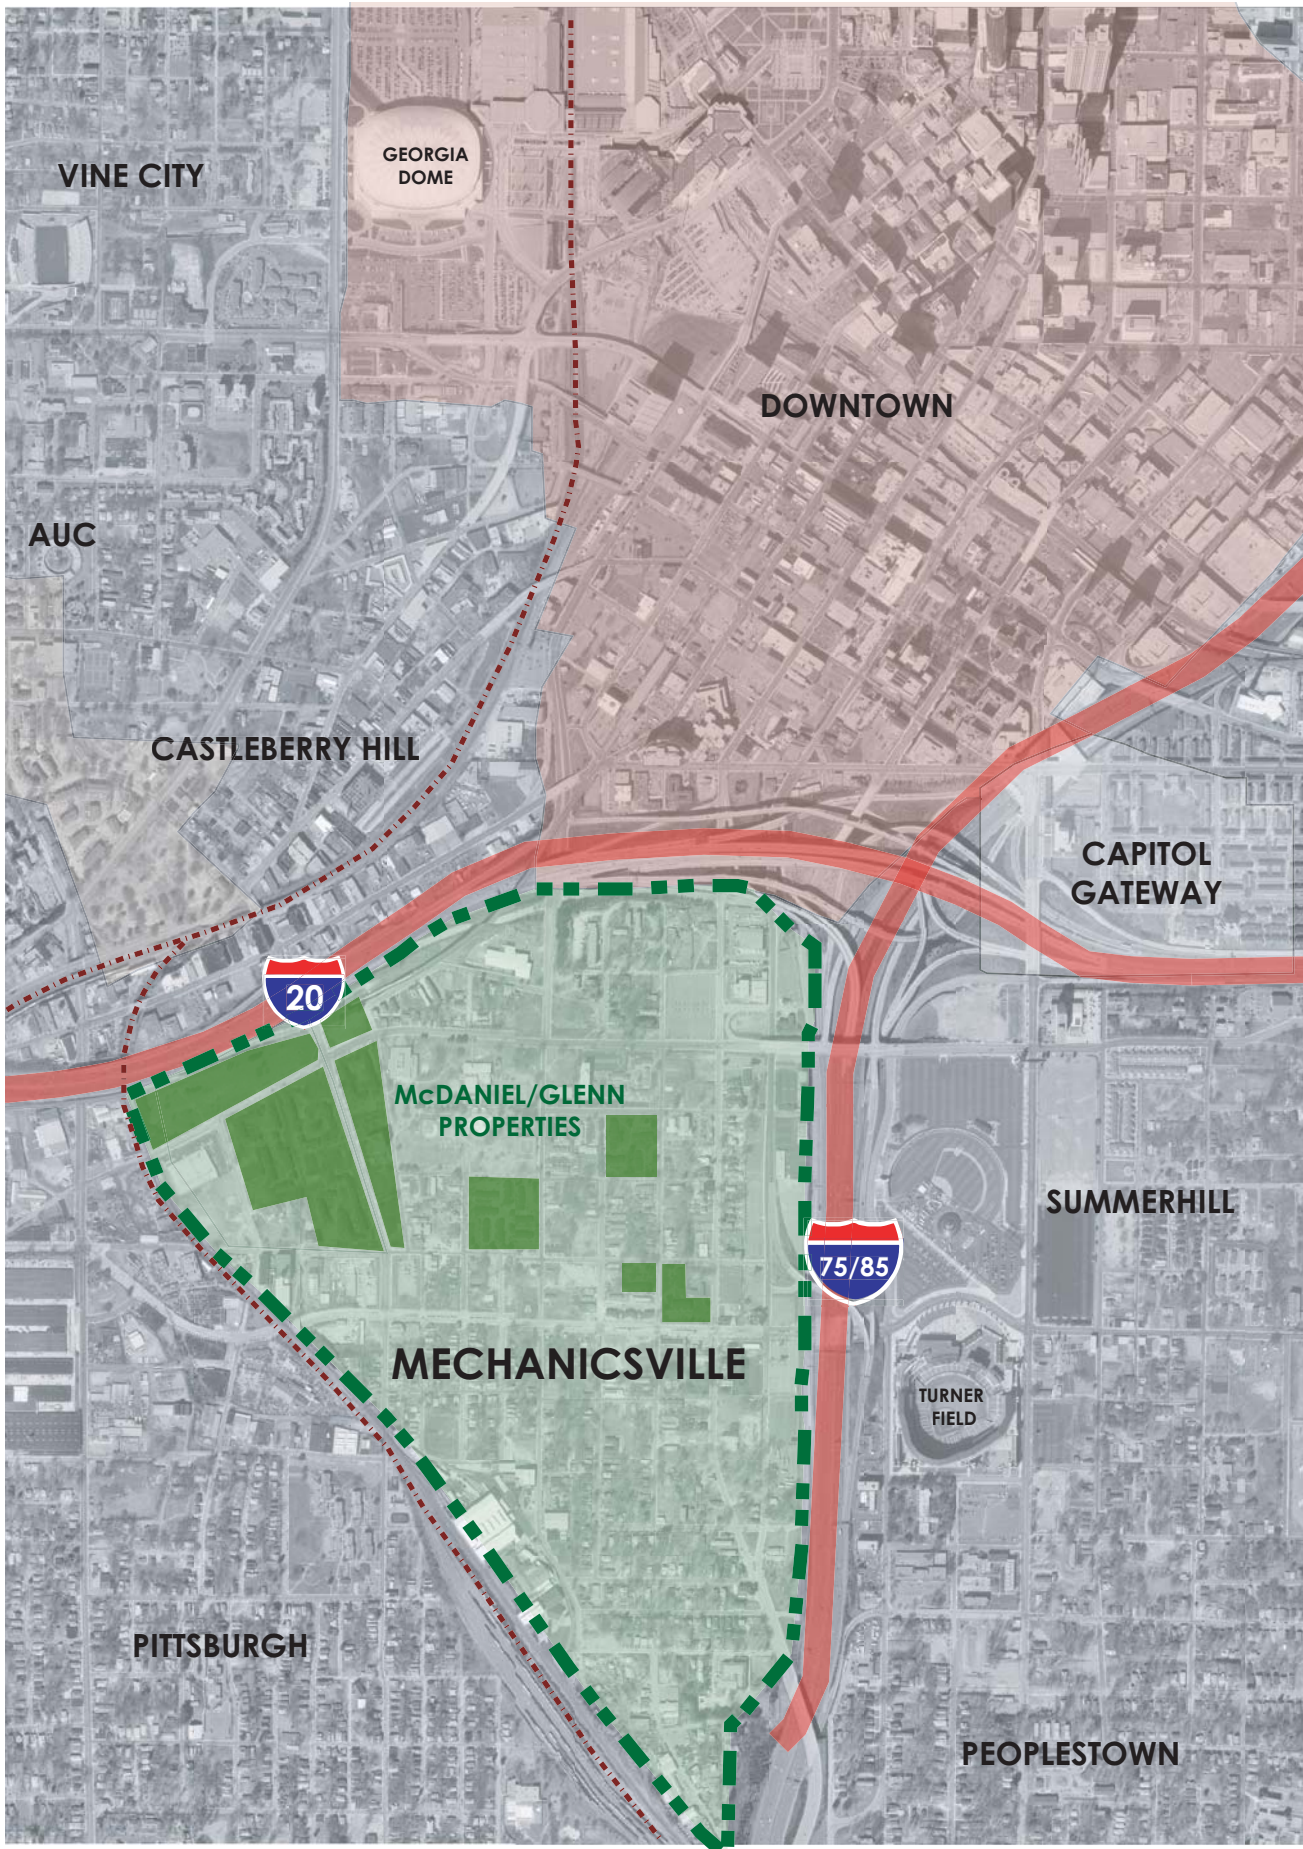 GEORGIA
DOME
VINE CITY
DOWNTOWN
AUC
CASTLEBERRY HILL
CAPITOL
GATEWAY
20
McDANIEL/GLENN
PROPERTIES
SUMMERHILL
75/85
MECHANICSVILLE
TURNER
FIELD
PITTSBURGH
PEOPLESTOWN